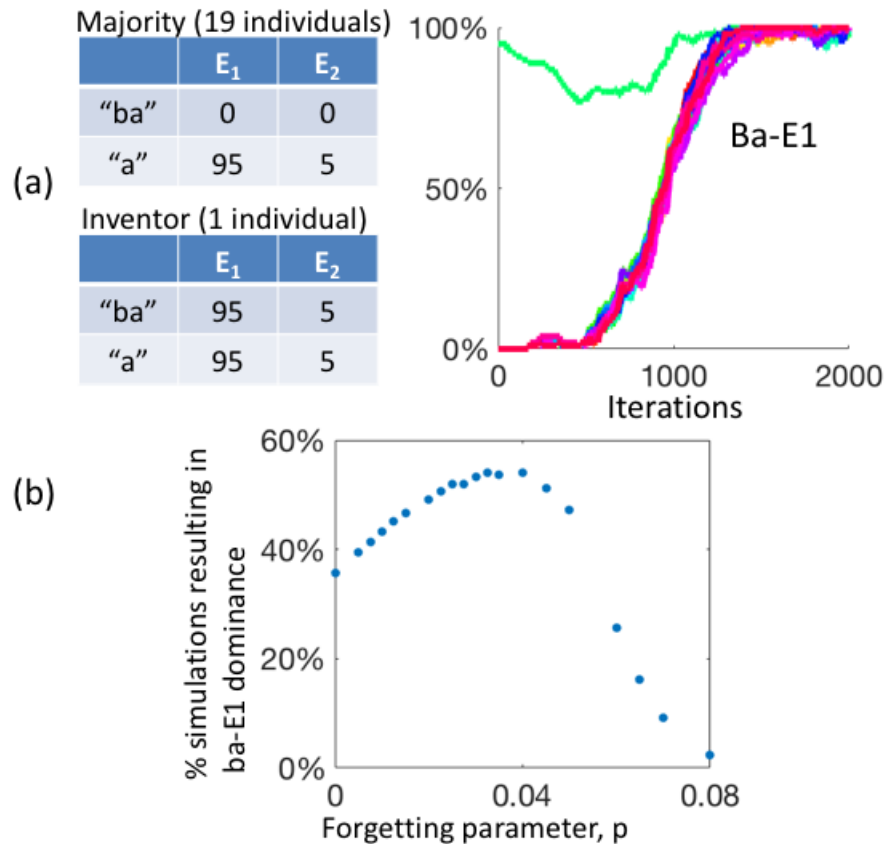 (a)
Majority (19 individuals)
E1 E2
“ba” 0 0
“a” 95 5
Inventor (1 individual)
E1 E2
“ba” 95 5
“a” 95 5
100%
50%
0%
Ba-E1
0 1000 2000
Iterations
(b)
60%
40%
20%
0%
% simulations resulting in
ba-E1 dominance
0 0.04 0.08
Forgetting parameter, p